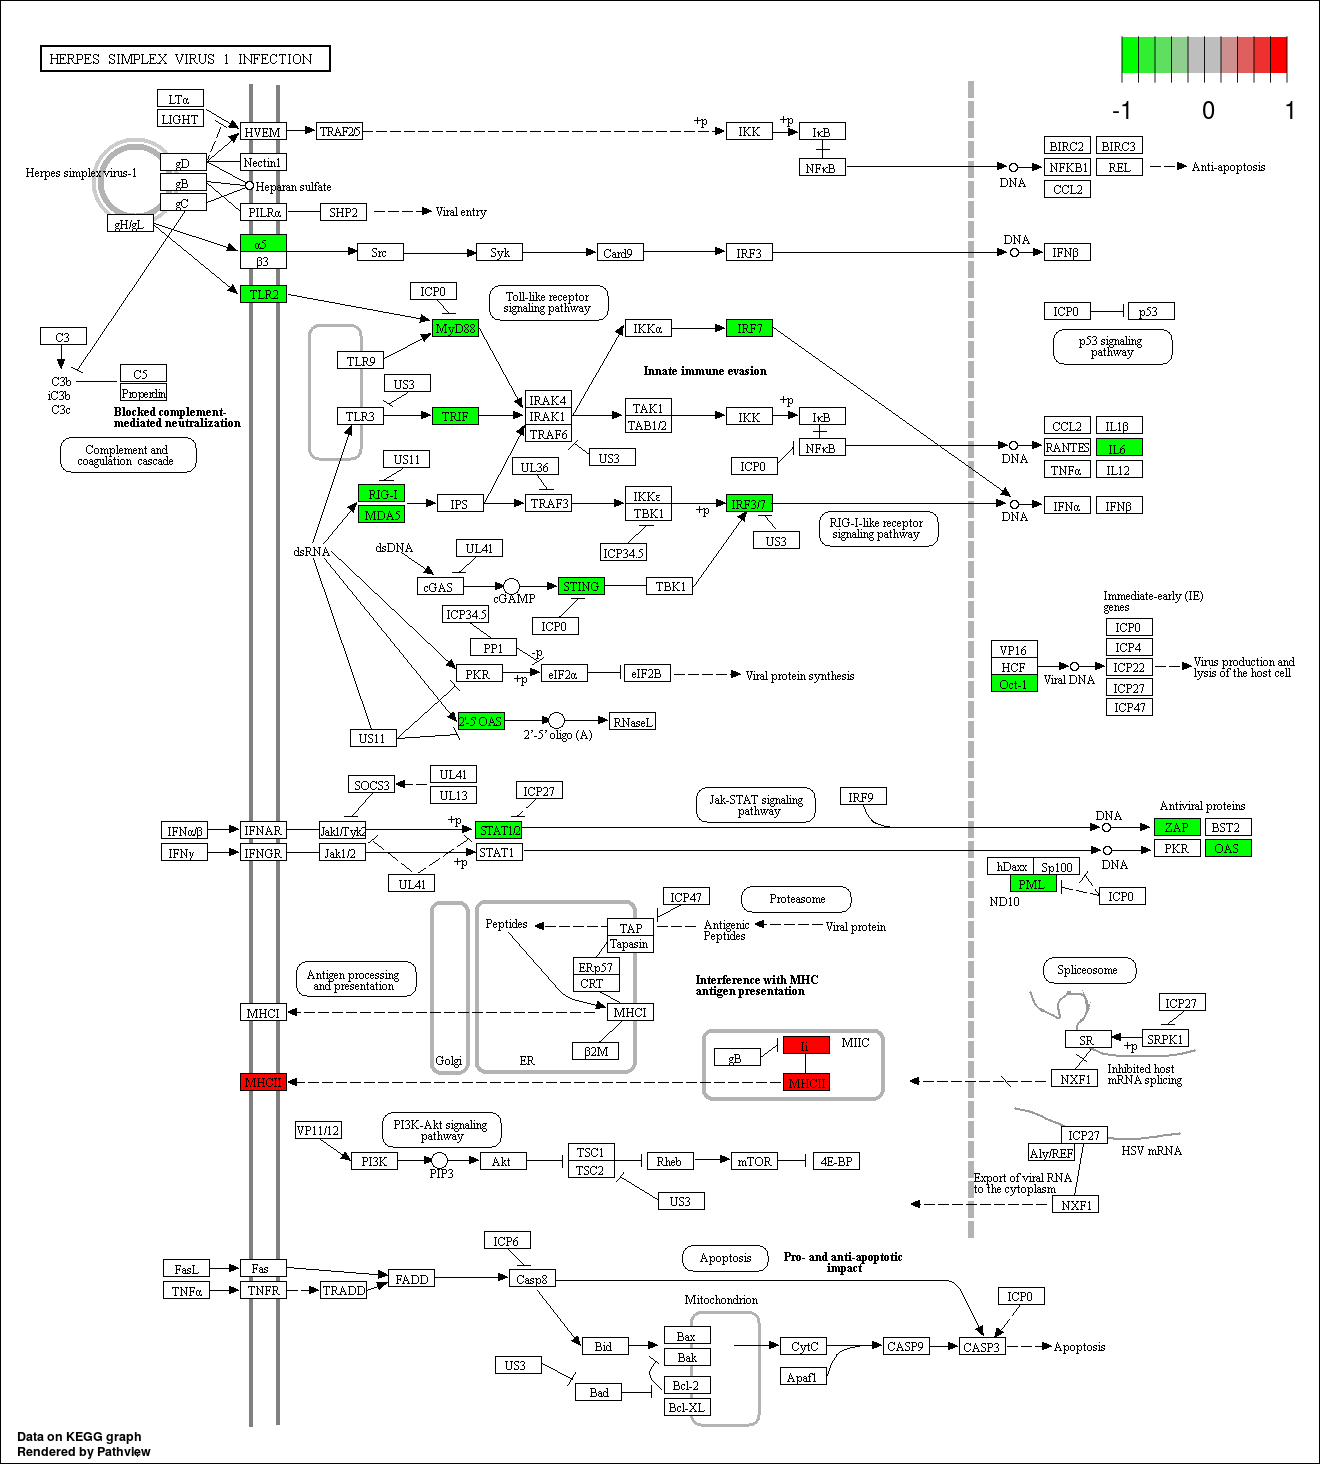 HERPES SIMPLEX VIRUS 1 INFECTION
-1 0 1
LTα
LIGHT
HVEM
TRAF2/5
+p
IKK
+p
IκB
NFκB
DNA
BIRC2 BIRC3
NFKB1 REL
CCL2
Anti-apoptosis
Herpes simplex virus-1
gD
gB
gC
gH/gL
Nectin1
Heparan sulfate
PILRα
SHP2
Viral entry
α5
β3
Src
Syk
Card9
IRF3
DNA
IFNβ
TLR2
ICP0
Toll-like receptor
signaling pathway
MyD88
IKKα
IRF7
ICP0
p53
p53 signaling
pathway
C3
C3b
iC3b
C3c
C5
Properdin
Blocked complement-
mediated neutralization
Complement and
coagulation cascade
TLR9
US3
TLR3
TRIF
IRAK4
IRAK1
TRAF6
Innate immune evasion
TAK1
TAB1/2
IKK
+p
IκB
NFκB
ICP0
US3
DNA
CCL2 IL1β
RANTES IL6
TNFα IL12
US11
UL36
RIG-I
MDA5
IPS
TRAF3
IKKε
TBK1
+p
IRF3/7
DNA
IFNα IFNβ
ICP34.5
US3
RIG-I-like receptor
signaling pathway
dsRNA
dsDNA
UL41
cGAS
cGAMP
STING
TBK1
ICP0
ICP34.5
PP1
-p
PKR
+p
eIF2α
eIF2B
Viral protein synthesis
Immediate-early (IE)
genes
ICP0
ICP4
ICP22
ICP27
ICP47
VP16
HCF
Oct-1
Viral DNA
Virus production and
lysis of the host cell
2'-5' OAS
2'-5' oligo (A)
RNaseL
US11
SOCS3
UL41
UL13
ICP27
Jak-STAT signaling
pathway
IRF9
IFNα/β
IFNAR
Jak1/Tyk2
+p
STAT1/2
DNA
Antiviral proteins
ZAP BST2
IFNγ
IFNGR
Jak1/2
+p
STAT1
DNA
PKR OAS
UL41
hDaxx Sp100
PML
ND10
ICP0
ICP47
Proteasome
Peptides
TAP
Tapasin
Antigenic
Peptides
Viral protein
ERp57
CRT
Antigen processing
and presentation
Interference with MHC
antigen presentation
MHCI
MHCI
β2M
Golgi
ER
gB
Ii
MIIC
MHCII
MHCII
Spliceosome
ICP27
SR
+p
SRPK1
NXF1
Inhibited host
mRNA splicing
VP11/12
PI3K-Akt signaling
pathway
PI3K
PIP3
Akt
TSC1
TSC2
Rheb
mTOR
4E-BP
US3
ICP27
Aly/REF
HSV mRNA
Export of viral RNA
to the cytoplasm
NXF1
ICP6
Apoptosis
Pro- and anti-apoptotic
impact
FasL
Fas
TNFα
TNFR
TRADD
FADD
Casp8
Mitochondrion
ICP0
Bid
Bax
Bak
Bcl-2
Bcl-XL
US3
Bad
CytC
Apaf1
CASP9
CASP3
Apoptosis
Data on KEGG graph
Rendered by Pathview